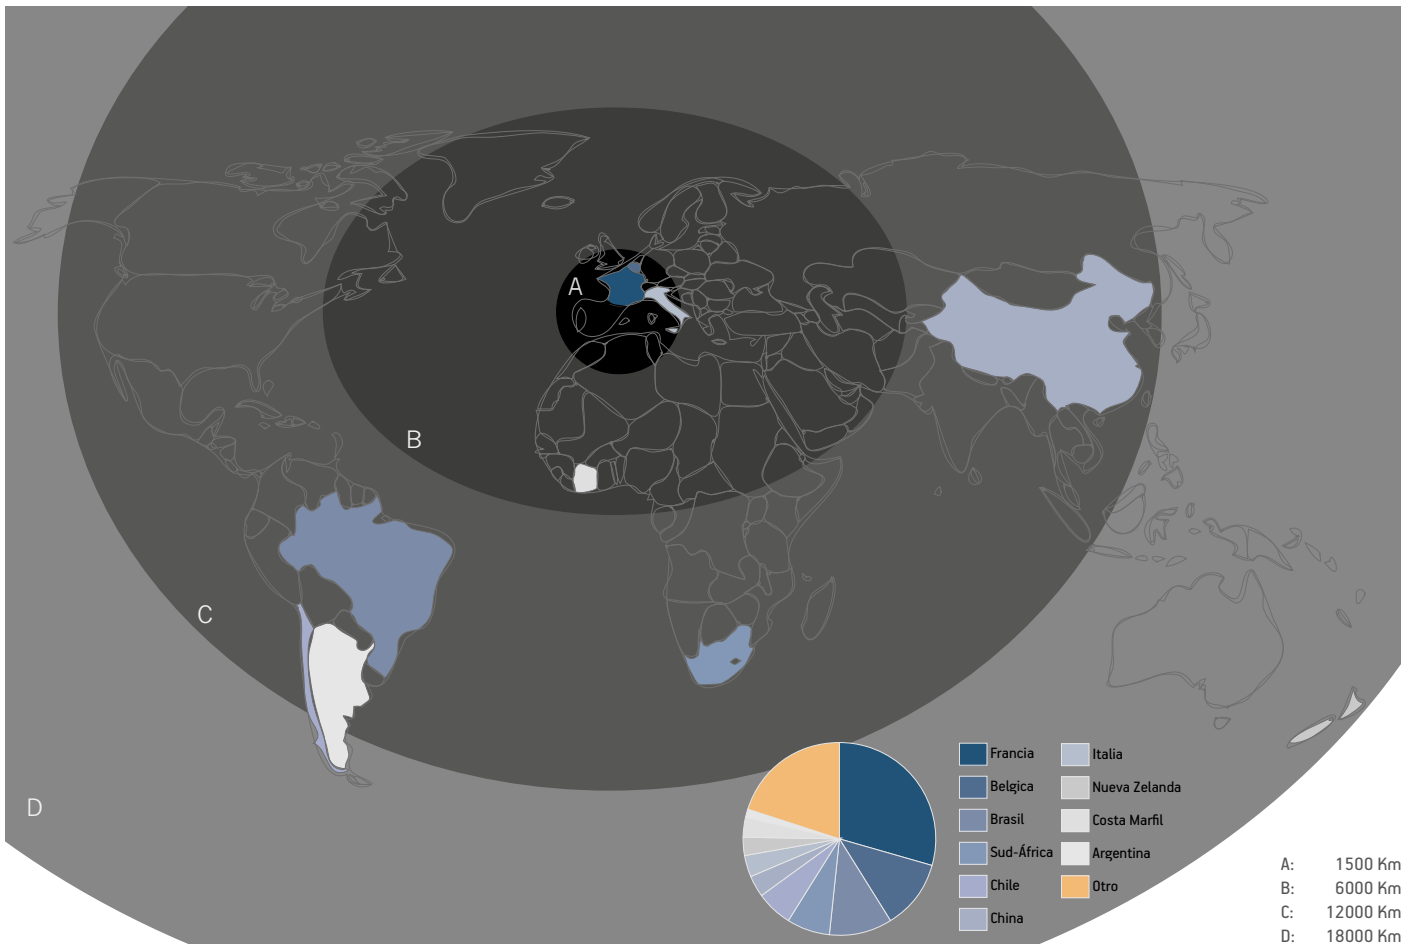 A
B
C
D
Francia
Belgica
Brasil
Sud-África
Chile
China
Italia
Nueva Zelanda
Costa Marfil
Argentina
Otro
A: 1500 Km
B: 6000 Km
C: 12000 Km
D: 18000 Km